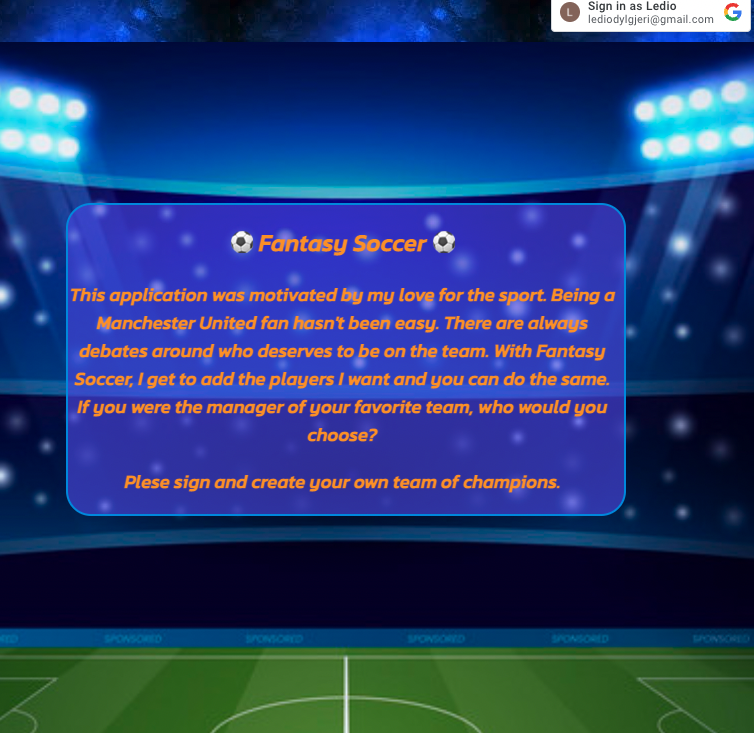 Sign in as Ledio
L
lediodylgjeri@gmail.com
⚽ Fantasy Soccer ⚽
This application was motivated by my love for the sport. Being a
Manchester United fan hasn't been easy. There are always
debates around who deserves to be on the team. With Fantasy
Soccer, I get to add the players I want and you can do the same.
If you were the manager of your favorite team, who would you
choose?
Plese sign and create your own team of champions.
SPONSORED SPONSORED SPONSORED SPONSORED SPONSORED